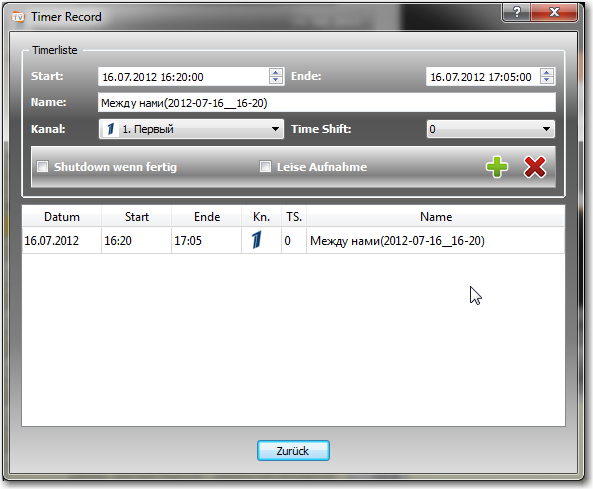 Timer Record
Timerliste
Start: 16.07.2012 16:20:00 Ende: 16.07.2012 17:05:00
Name: Между нами(2012-07-16__16-20)
Kanal: 1. Первый Time Shift: 0
Shutdown wenn fertig Leise Aufnahme
Datum Start Ende Kn. TS. Name
16.07.2012 16:20 17:05 0 Между нами(2012-07-16__16-20)
Zurück